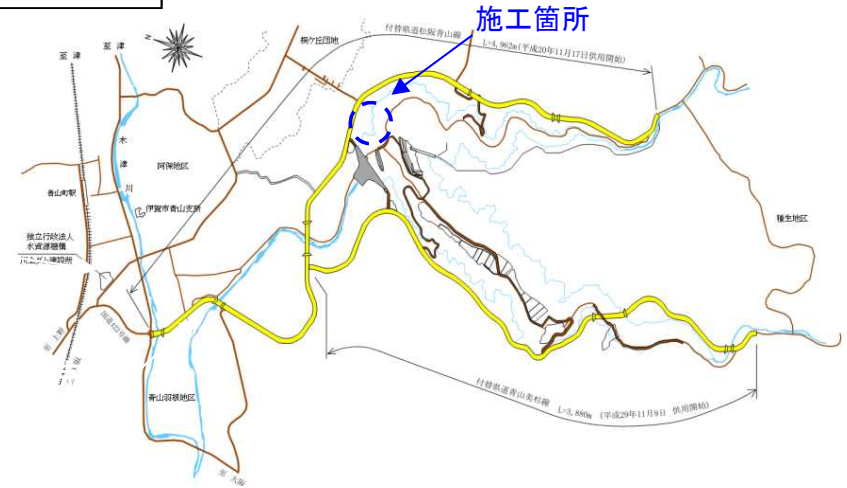 施工箇所
付替県道松阪青山線
L=4,962m(平成20年11月17日供用開始)
桐ケ丘団地
至 津
至 津
N
木津川
阿保地区
青山町駅
伊賀市青山支所
種生地区
独立行政法人
水資源機構
国道422号線
至 上野
青山羽根地区
至 大阪
付替県道青山美杉線
L=3,880m (平成29年11月9日 供用開始)